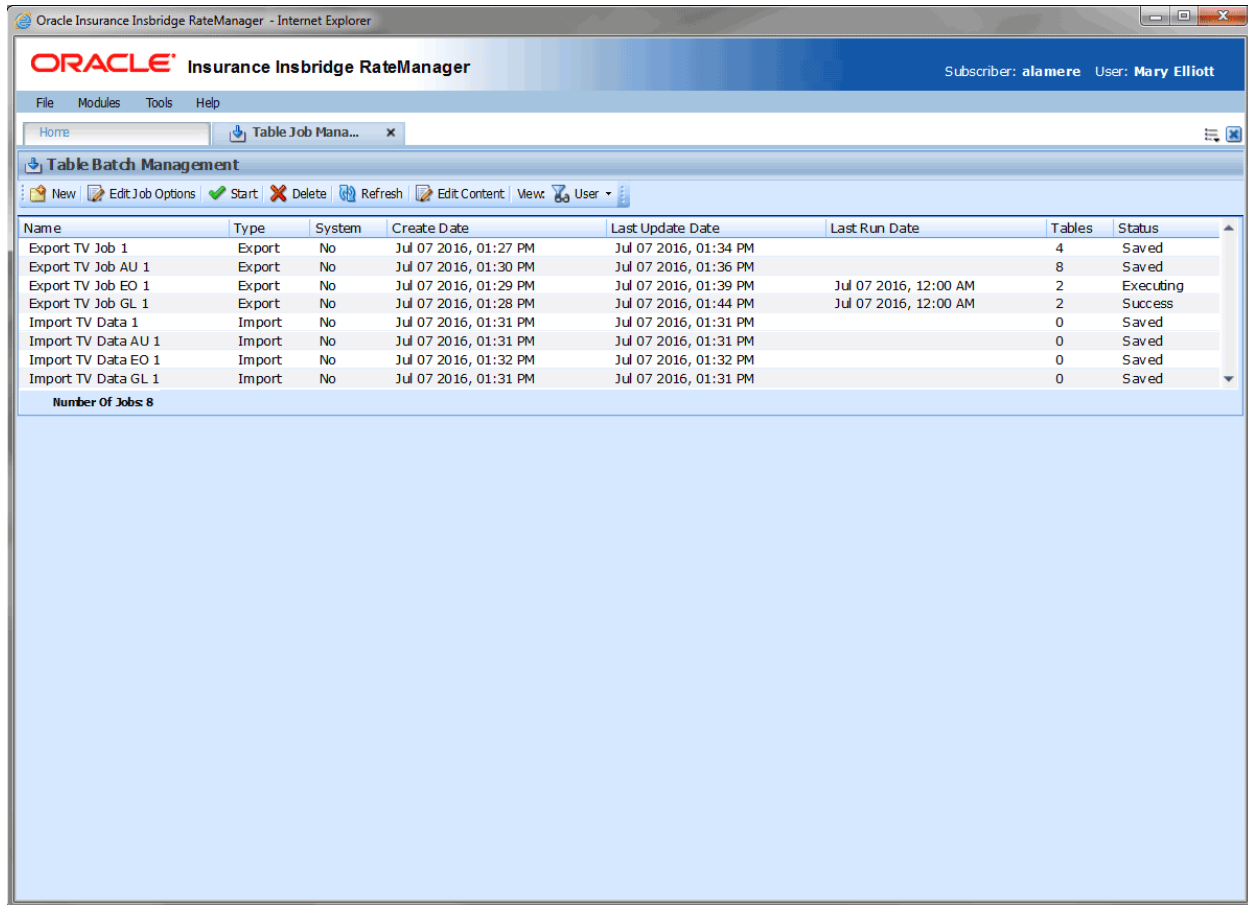 Oracle Insurance Insbridge RateManager - Internet Explorer
ORACLE Insurance Insbridge RateManager
Subscriber: alamere User: Mary Elliott
File Modules Tools Help
Home Table Job Mana... x
Table Batch Management
New Edit Job Options Start Delete Refresh Edit Content View: User
Name Type System Create Date Last Update Date Last Run Date Tables Status
Export TV Job 1 Export No Jul 07 2016, 01:27 PM Jul 07 2016, 01:34 PM 4 Saved
Export TV Job AU 1 Export No Jul 07 2016, 01:30 PM Jul 07 2016, 01:36 PM 8 Saved
Export TV Job EO 1 Export No Jul 07 2016, 01:29 PM Jul 07 2016, 01:39 PM Jul 07 2016, 12:00 AM 2 Executing
Export TV Job GL 1 Export No Jul 07 2016, 01:28 PM Jul 07 2016, 01:44 PM Jul 07 2016, 12:00 AM 2 Success
Import TV Data 1 Import No Jul 07 2016, 01:31 PM Jul 07 2016, 01:31 PM 0 Saved
Import TV Data AU 1 Import No Jul 07 2016, 01:31 PM Jul 07 2016, 01:31 PM 0 Saved
Import TV Data EO 1 Import No Jul 07 2016, 01:32 PM Jul 07 2016, 01:32 PM 0 Saved
Import TV Data GL 1 Import No Jul 07 2016, 01:31 PM Jul 07 2016, 01:31 PM 0 Saved
Number Of Jobs: 8